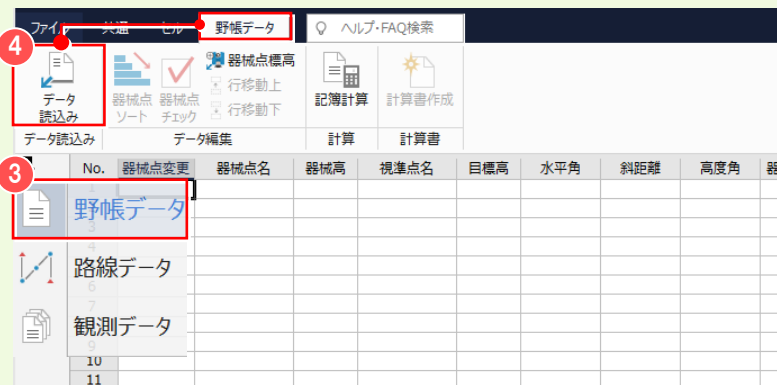 ファイル 共通 セル 野帳データ ヘルプ・FAQ検索
4
データ
読込み
器械点
ソート
器械点
チェック
器械点標高
行移動上
行移動下
記簿計算
計算書作成
データ読込み データ編集 計算 計算書
3
No. 器械点変更 器械点名 器械高 視準点名 目標高 水平角 斜距離 高度角 器
1
野帳データ
3
4
路線データ
6
7
観測データ
9
10
11